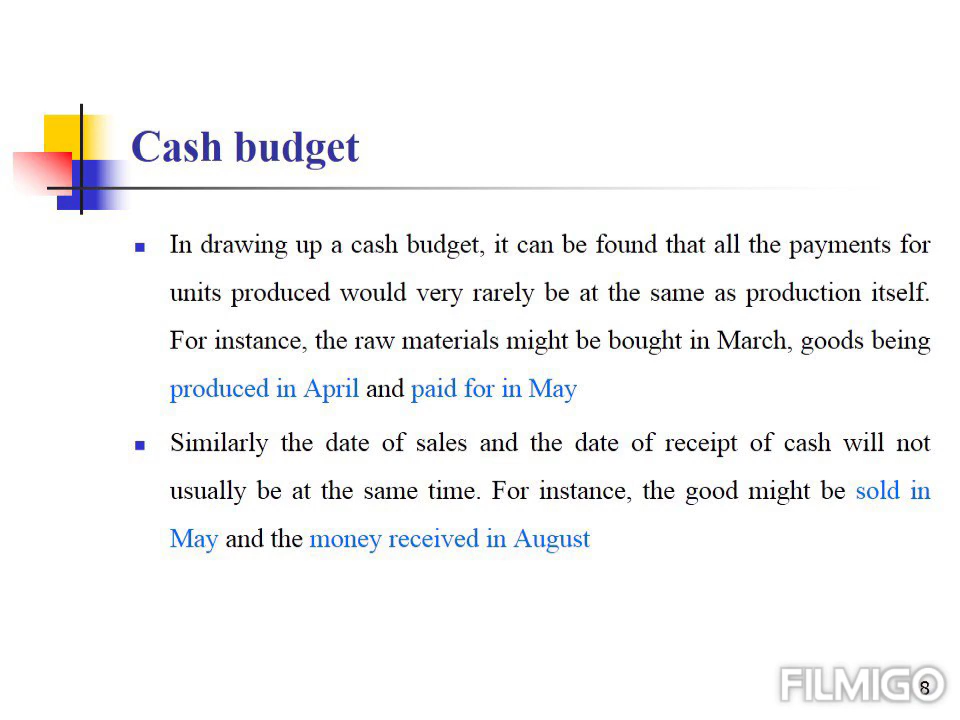 Cash budget
In drawing up a cash budget, it can be found that all the payments for
units produced would very rarely be at the same as production itself.
For instance, the raw materials might be bought in March, goods being
produced in April and paid for in May
Similarly the date of sales and the date of receipt of cash will not
usually be at the same time. For instance, the good might be sold in
May and the money received in August
FILMIGO
8